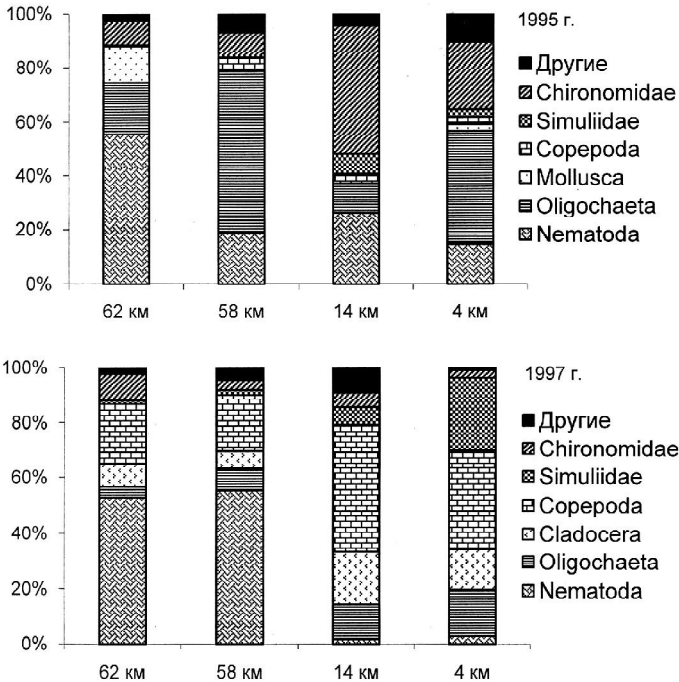 100%
80%
60%
40%
20%
0%
62 км
58 км
14 км
4 км
1995 г.
Другие
Chironomidae
Simuliidae
Copepoda
Mollusca
Oligochaeta
Nematoda
100%
80%
60%
40%
20%
0%
62 км
58 км
14 км
4 км
1997 г.
Другие
Chironomidae
Simuliidae
Copepoda
Cladocera
Oligochaeta
Nematoda